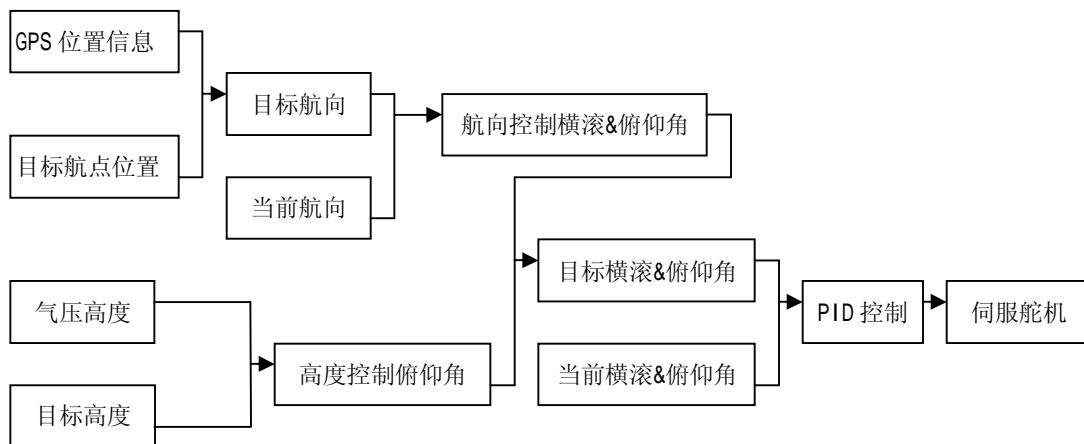 GPS 位置信息
目标航点位置
目标航向
当前航向
航向控制横滚&俯仰角
气压高度
目标高度
高度控制俯仰角
目标横滚&俯仰角
当前横滚&俯仰角
PID 控制
伺服舵机